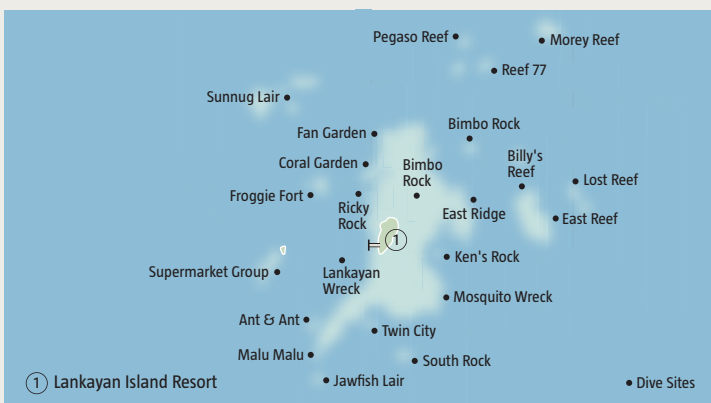 Pegaso Reef
Morey Reef
Reef 77
Sunnug Lair
Fan Garden
Bimbo Rock
Coral Garden
Bimbo
Rock
Billy's
Reef
Lost Reef
Froggie Fort
Ricky
Rock
East Ridge
East Reef
1
Ken's Rock
Supermarket Group
Lankayan
Wreck
Mosquito Wreck
Ant & Ant
Twin City
Malu Malu
South Rock
1 Lankayan Island Resort
Jawfish Lair
Dive Sites